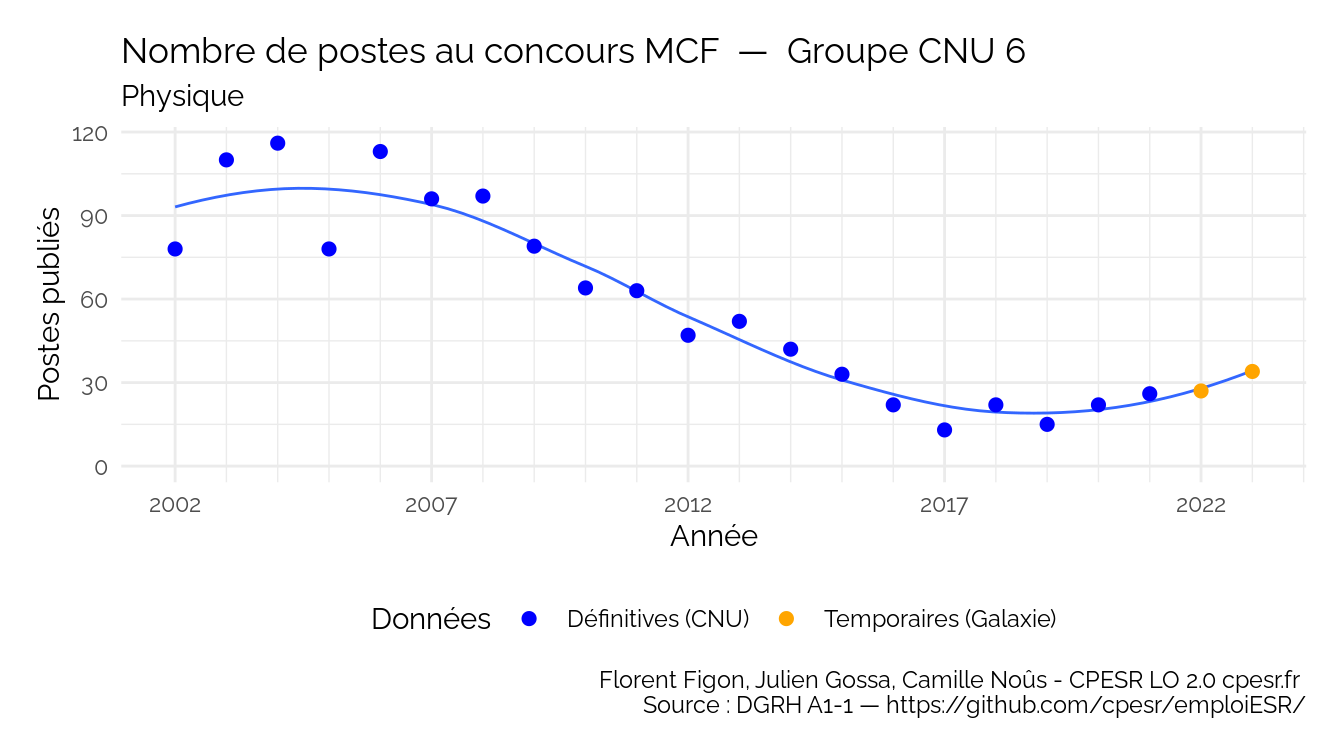 Nombre de postes au concours MCF — Groupe CNU 6
Physique
120
90
60
30
0
Postes publiés
2002 2007 2012 2017 2022
Année
Données Définitives (CNU) Temporaires (Galaxie)
Florent Figon, Julien Gossa, Camille Noûs - CPESR LO 2.0 cpesr.fr
Source : DGRH A1-1 — https://github.com/cpesr/emploiESR/